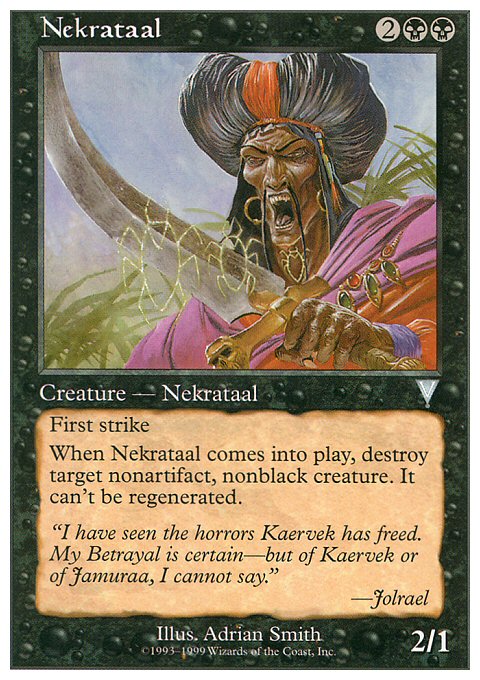 Nekrataal 2
Creature — Nekrataal
First strike
When Nekrataal comes into play, destroy
target nonartifact, nonblack creature. It
can't be regenerated.
“I have seen the horrors Kaervek has freed.
My Betrayal is certain—but of Kaervek or
of Jamuraa, I cannot say.”
—Jolrael
Illus. Adrian Smith
©1993–1999 Wizards of the Coast, Inc.
2/1